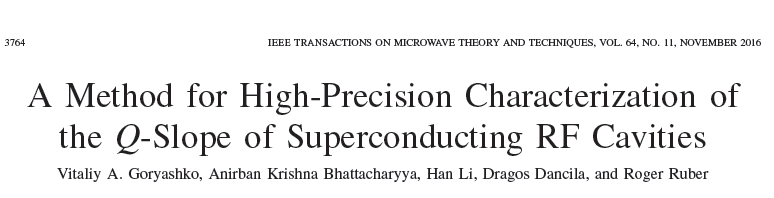 3764
IEEE TRANSACTIONS ON MICROWAVE THEORY AND TECHNIQUES, VOL. 64, NO. 11, NOVEMBER 2016
A Method for High-Precision Characterization of
the Q-Slope of Superconducting RF Cavities
Vitaliy A. Goryashko, Anirban Krishna Bhattacharyya, Han Li, Dragos Dancila, and Roger Ruber